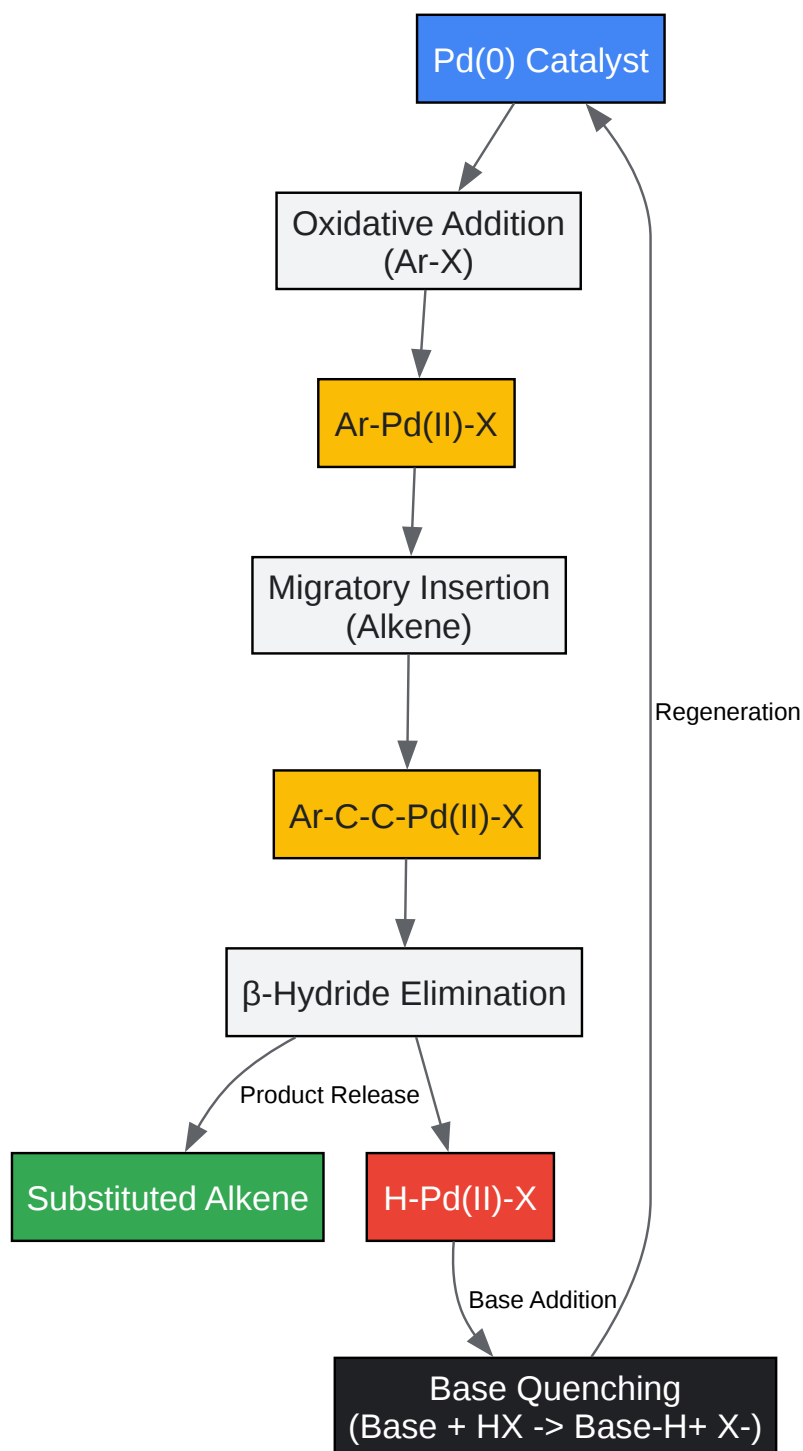 Pd(0) Catalyst
Oxidative Addition
(Ar-X)
Ar-Pd(II)-X
Migratory Insertion
(Alkene)
Regeneration
Ar-C-C-Pd(II)-X
β-Hydride Elimination
Product Release
Substituted Alkene
H-Pd(II)-X
Base Addition
Base Quenching
(Base + HX -> Base-H+ X-)